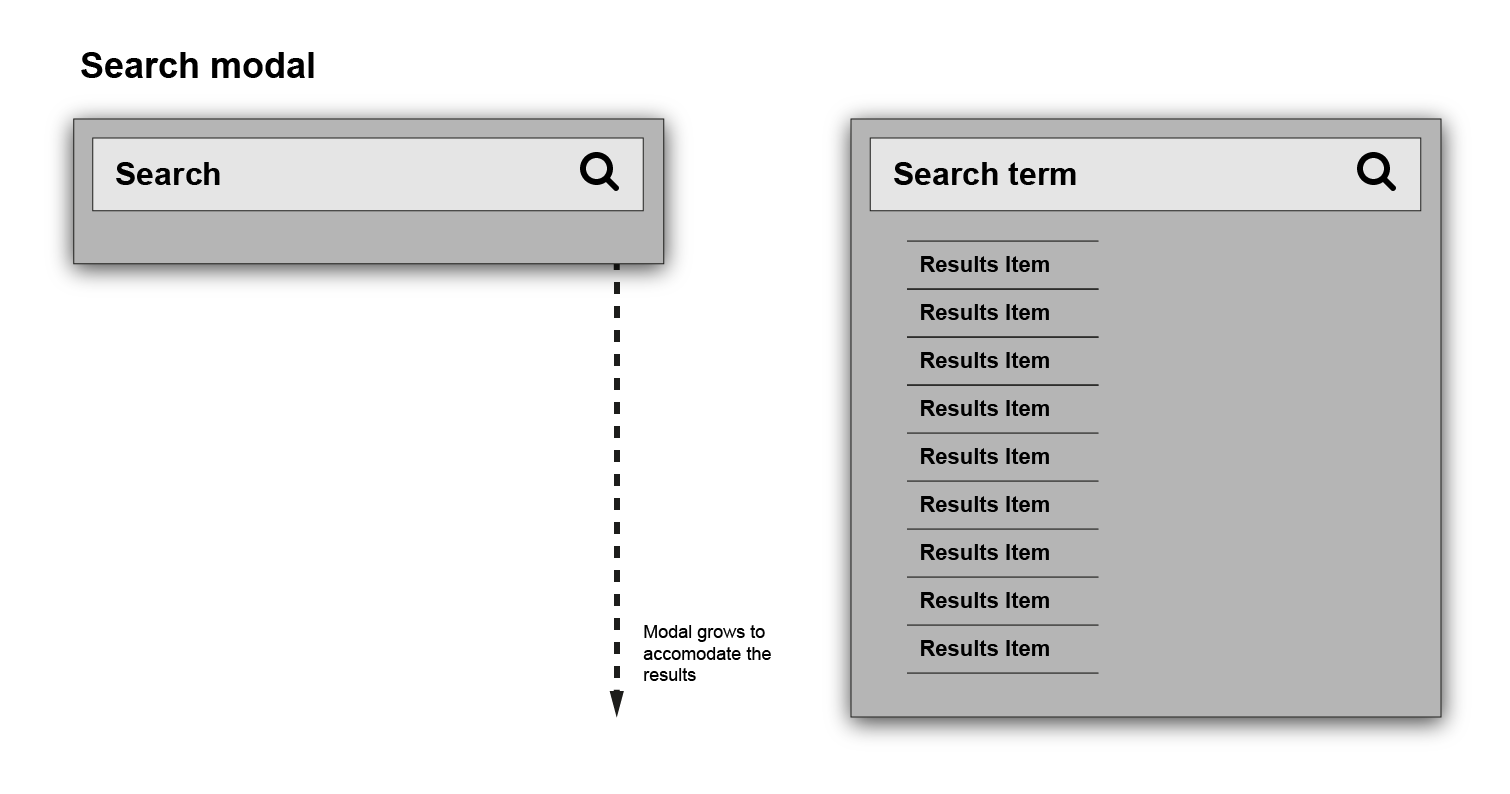 Search modal
Search
Search term
Results Item
Results Item
Results Item
Results Item
Results Item
Results Item
Results Item
Results Item
Results Item
Modal grows to
accomodate the
results